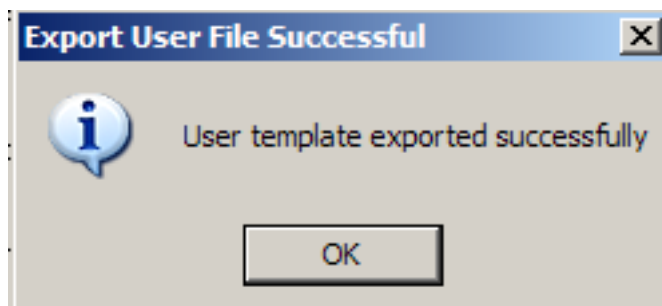 Export User File Successful
User template exported successfully
OK